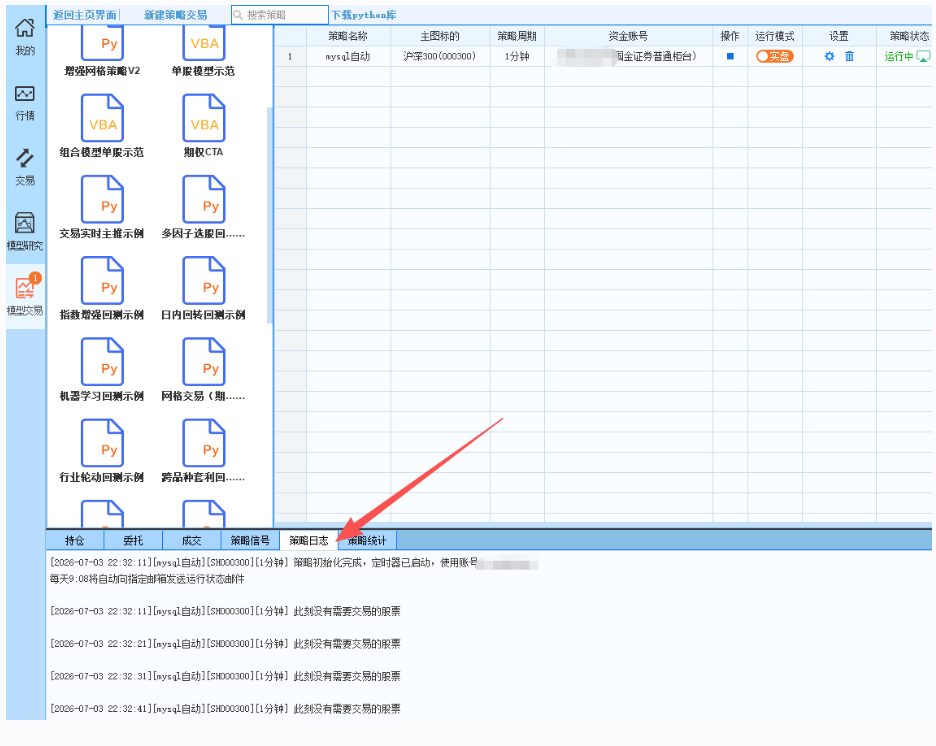 返回主页界面
新建策略交易
搜索策略
下载python库
我的
行情
交易
模型研究
模型交易
Py
VBA
增强网格策略V2
单股模型示范
VBA
VBA
组合模型单股示范
期权CTA
Py
Py
交易实时主推示例
多因子选股回......
Py
Py
指数增强回测示例
日内回转回测示例
Py
Py
机器学习回测示例
网格交易（期......
Py
Py
行业轮动回测示例
跨品种套利回......
策略名称 主图标的 策略周期 资金账号 操作 运行模式 设置 策略状态
1 mysql自动 沪深300(000300) 1分钟 国金证券普通柜台） 实盘 运行中
持仓 委托 成交 策略信号 策略日志 策略统计
[2026-07-03 22:32:11][mysql自动][SH000300][1分钟] 策略初始化完成，定时器已启动，使用账号
每天9:08将自动向指定邮箱发送运行状态邮件
[2026-07-03 22:32:11][mysql自动][SH000300][1分钟] 此刻没有需要交易的股票
[2026-07-03 22:32:21][mysql自动][SH000300][1分钟] 此刻没有需要交易的股票
[2026-07-03 22:32:31][mysql自动][SH000300][1分钟] 此刻没有需要交易的股票
[2026-07-03 22:32:41][mysql自动][SH000300][1分钟] 此刻没有需要交易的股票